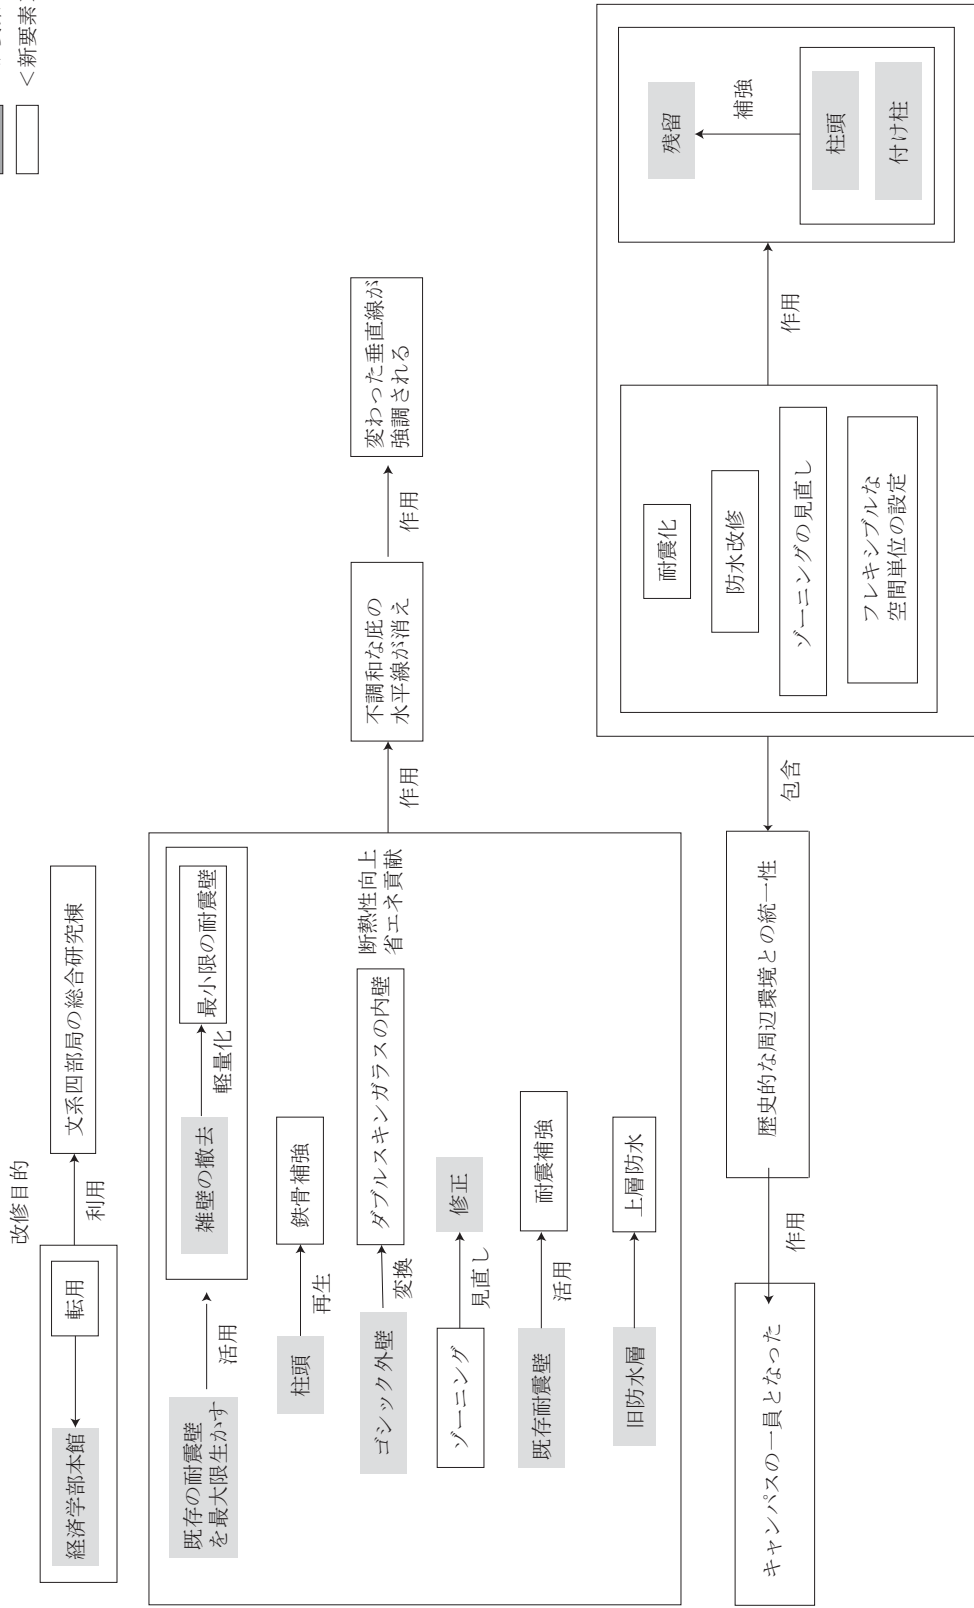 ＜新要素＞
改修目的
経済学部本館
転用
利用
文系四部局の総合研究棟
既存の耐震壁
を最大限生かす
活用
雑壁の撤去
軽量化
最小限の耐震壁
柱頭
再生
鉄骨補強
ゴシック外壁
変換
ダブルスキンガラスの内壁
断熱性向上
省エネ貢献
ゾーニング
見直し
修正
既存耐震壁
活用
耐震補強
旧防水層
上層防水
作用
不調和な庇の
水平線が消え
作用
変わった垂直線が
強調される
キャンパスの一員となった
作用
歴史的な周辺環境との統一性
包含
耐震化
防水改修
ゾーニングの見直し
フレキシブルな
空間単位の設定
作用
残留
補強
柱頭
付け柱